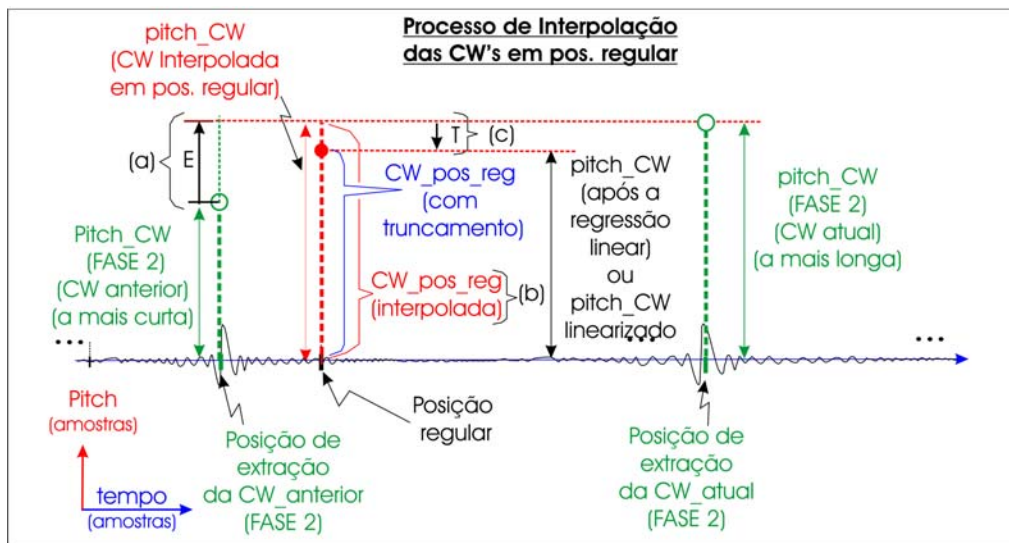 Processo de Interpolação
das CW's em pos. regular
pitch_CW
(CW Interpolada
em pos. regular)
(a)
E
T
(c)
CW_pos_reg
(com
truncamento)
CW_pos_reg
(interpolada)
(b)
pitch_CW
(após a
regressão
linear)
ou
pitch_CW
linearizado
pitch_CW
(FASE 2)
(CW atual)
(a mais longa)
Pitch_CW
(FASE 2)
(CW anterior)
(a mais curta)
...
...
...
Pitch
(amostras)
tempo
(amostras)
Posição de
extração
da CW_anterior
(FASE 2)
Posição
regular
Posição de
extração
da CW_atual
(FASE 2)